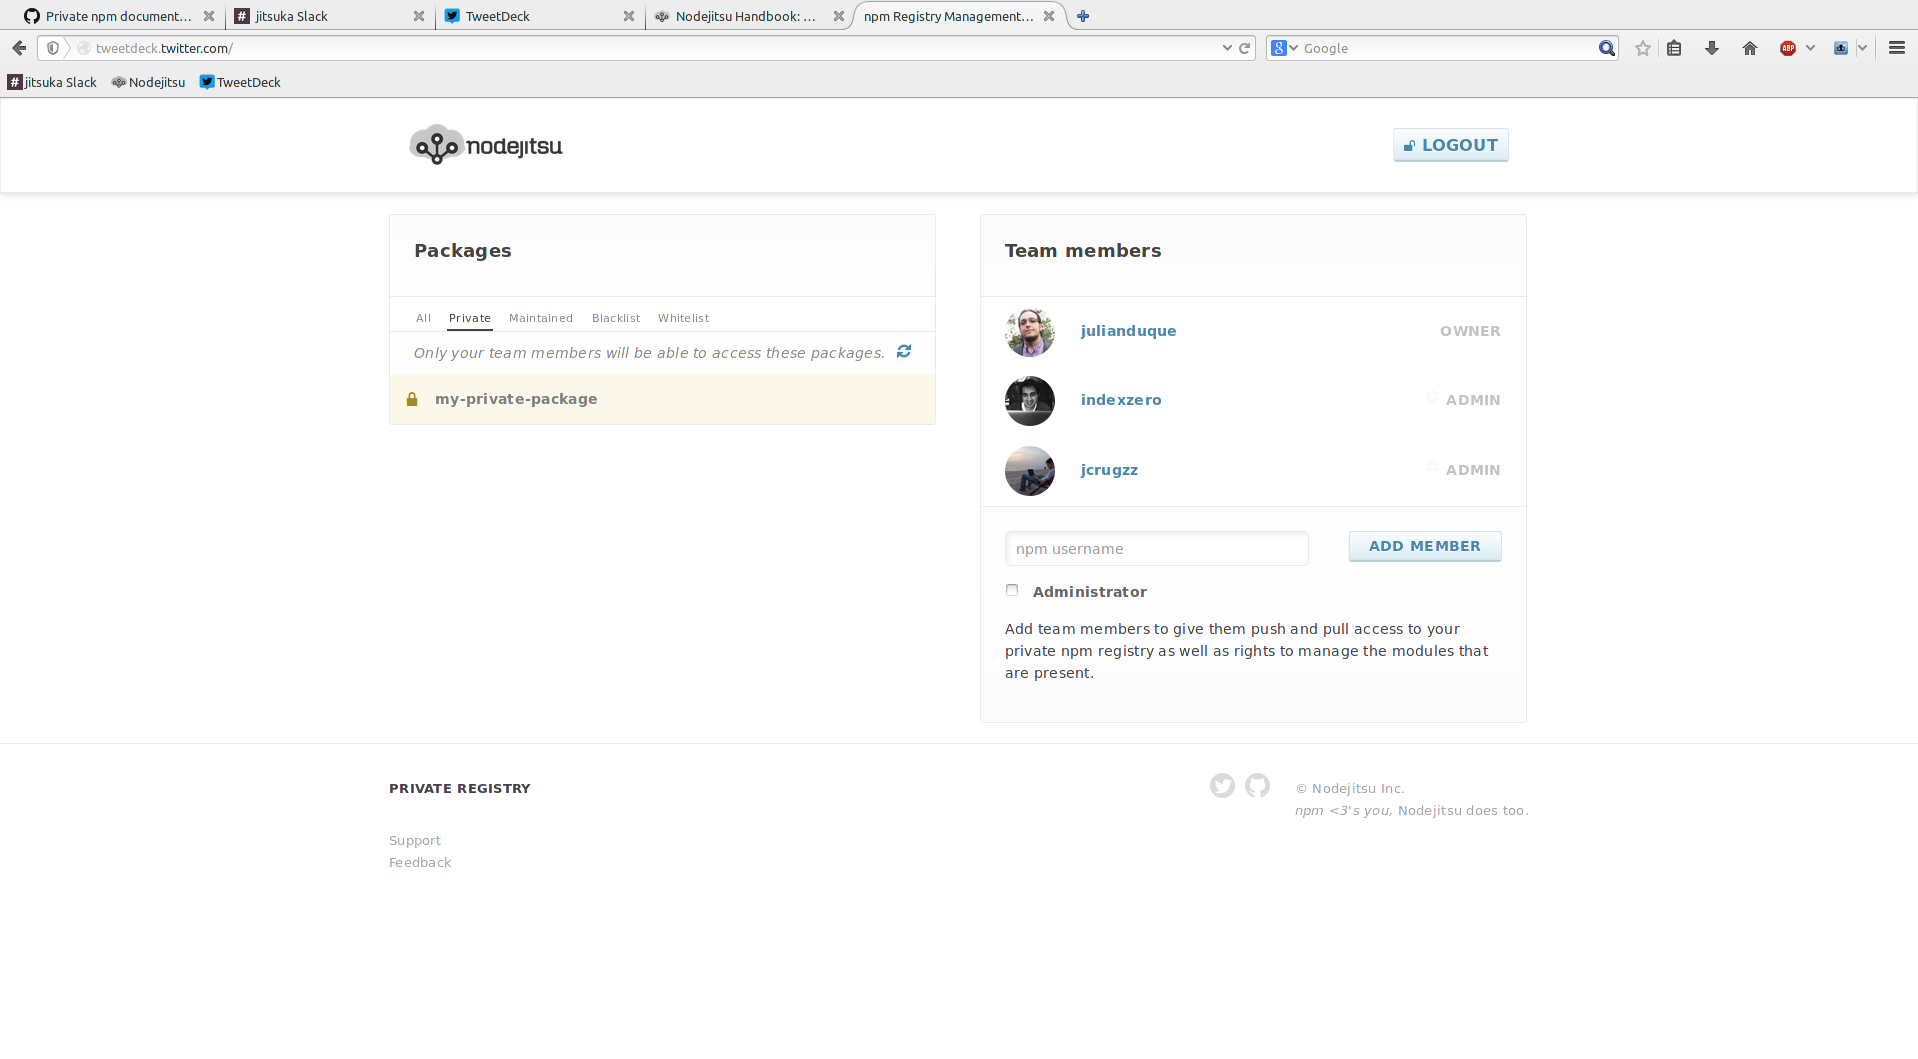 Private npm document...
jitsuka Slack
TweetDeck
Nodejitsu Handbook: ...
npm Registry Management...
tweetdeck.twitter.com/
8
Google
ABP
# jitsuka Slack
Nodejitsu
TweetDeck
nodejitsu
LOGOUT
Packages
All Private Maintained Blacklist Whitelist
Only your team members will be able to access these packages.
my-private-package
Team members
julianduque OWNER
indexzero ADMIN
jcrugzz ADMIN
npm username
ADD MEMBER
Administrator
Add team members to give them push and pull access to your
private npm registry as well as rights to manage the modules that
are present.
PRIVATE REGISTRY
Support
Feedback
© Nodejitsu Inc.
npm <3's you, Nodejitsu does too.